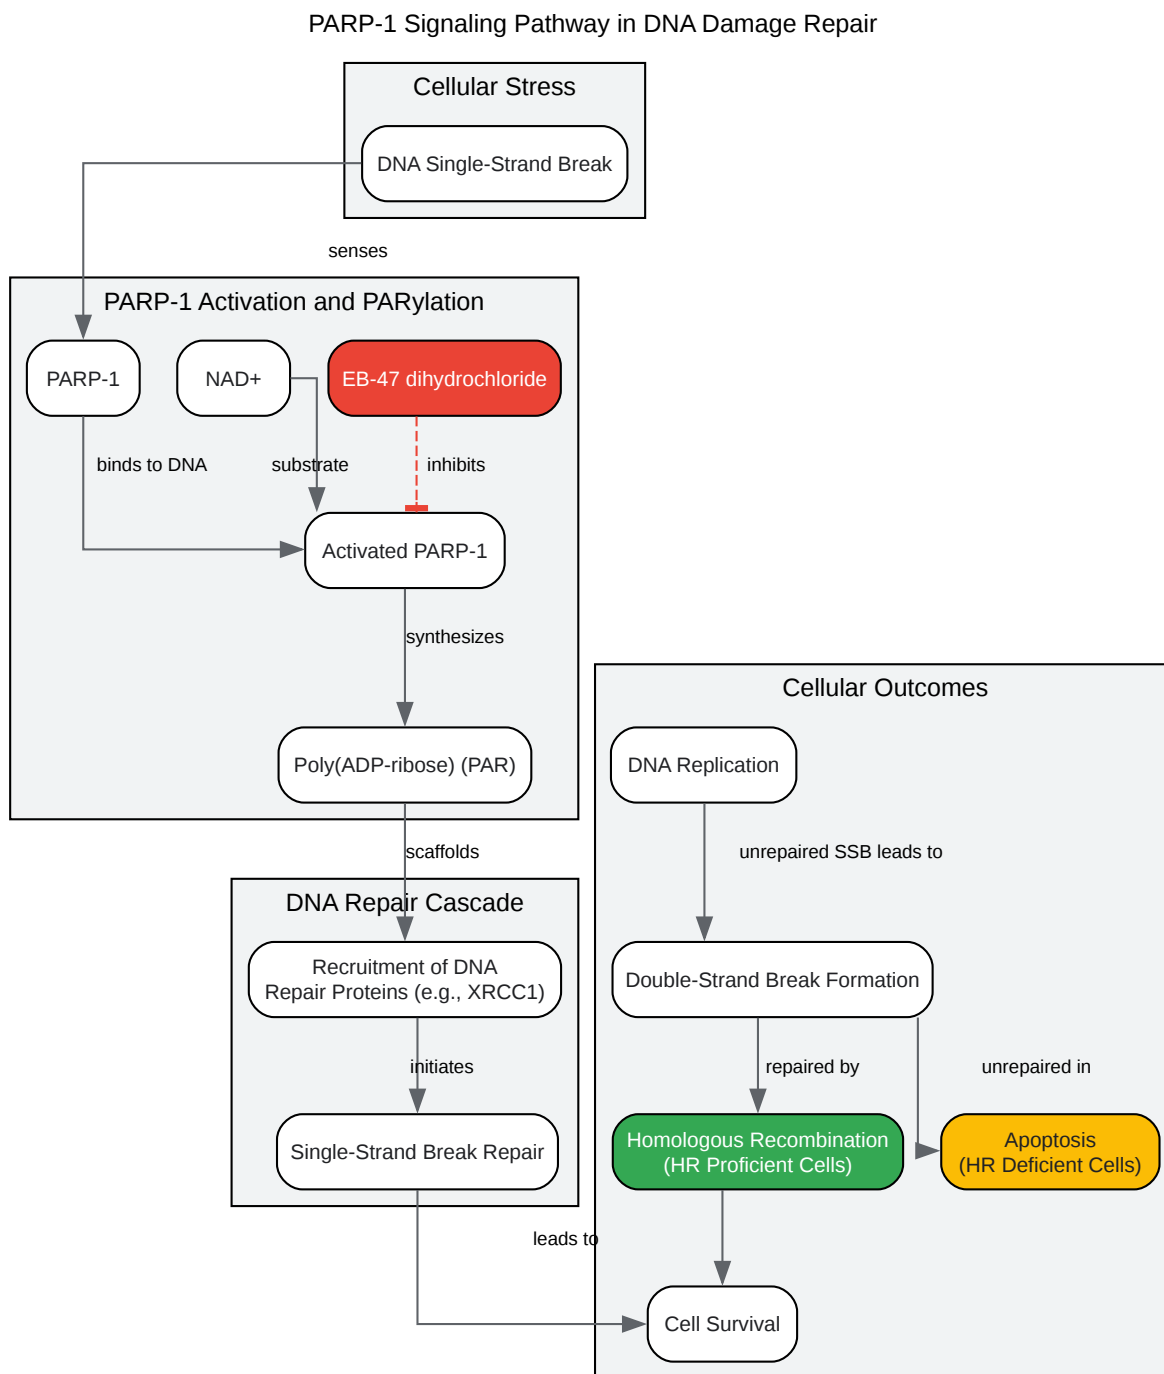 PARP-1 Signaling Pathway in DNA Damage Repair
Cellular Stress
DNA Single-Strand Break
senses
PARP-1 Activation and PARylation
PARP-1
NAD+
EB-47 dihydrochloride
binds to DNA
substrate
inhibits
Activated PARP-1
synthesizes
Poly(ADP-ribose) (PAR)
scaffolds
DNA Repair Cascade
Recruitment of DNA
Repair Proteins (e.g., XRCC1)
initiates
Single-Strand Break Repair
leads to
Cellular Outcomes
DNA Replication
unrepaired SSB leads to
Double-Strand Break Formation
repaired by
unrepaired in
Homologous Recombination
(HR Proficient Cells)
Apoptosis
(HR Deficient Cells)
Cell Survival